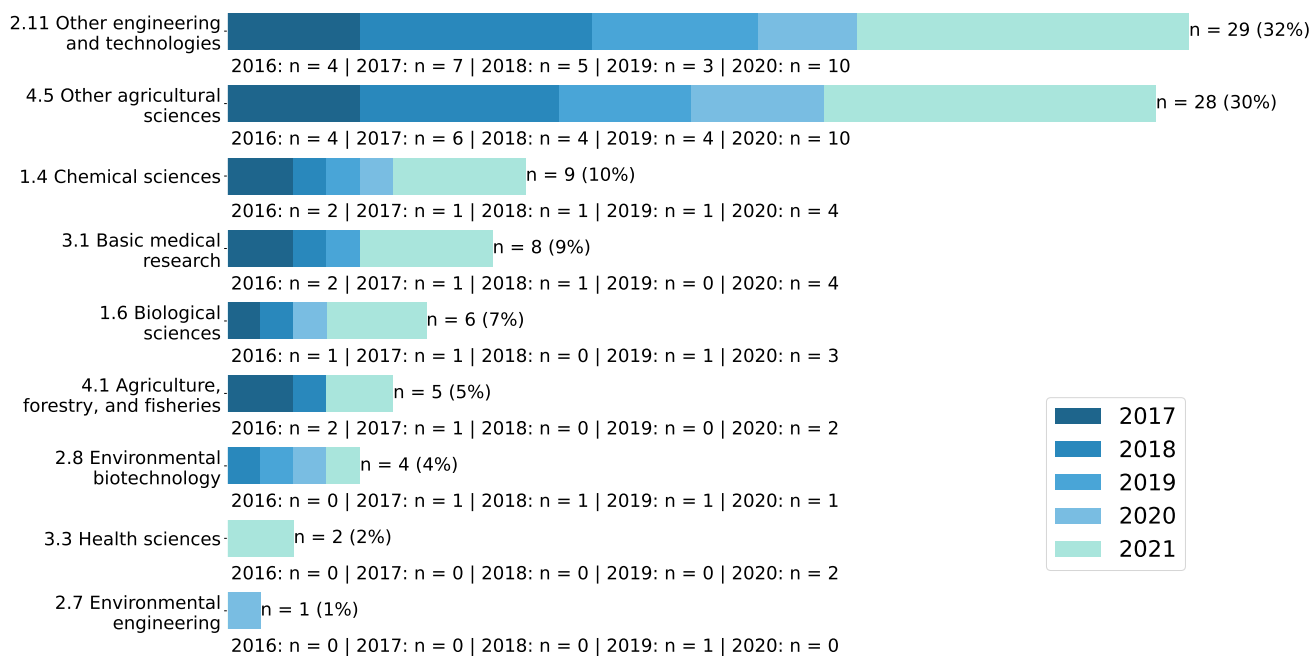 2.11 Other engineering
and technologies
n = 29 (32%)
2016: n = 4 | 2017: n = 7 | 2018: n = 5 | 2019: n = 3 | 2020: n = 10
4.5 Other agricultural
sciences
n = 28 (30%)
2016: n = 4 | 2017: n = 6 | 2018: n = 4 | 2019: n = 4 | 2020: n = 10
1.4 Chemical sciences
n = 9 (10%)
2016: n = 2 | 2017: n = 1 | 2018: n = 1 | 2019: n = 1 | 2020: n = 4
3.1 Basic medical
research
n = 8 (9%)
2016: n = 2 | 2017: n = 1 | 2018: n = 1 | 2019: n = 0 | 2020: n = 4
1.6 Biological
sciences
n = 6 (7%)
2016: n = 1 | 2017: n = 1 | 2018: n = 0 | 2019: n = 1 | 2020: n = 3
4.1 Agriculture,
forestry, and fisheries
n = 5 (5%)
2016: n = 2 | 2017: n = 1 | 2018: n = 0 | 2019: n = 0 | 2020: n = 2
2.8 Environmental
biotechnology
n = 4 (4%)
2016: n = 0 | 2017: n = 1 | 2018: n = 1 | 2019: n = 1 | 2020: n = 1
3.3 Health sciences
n = 2 (2%)
2016: n = 0 | 2017: n = 0 | 2018: n = 0 | 2019: n = 0 | 2020: n = 2
2.7 Environmental
engineering
n = 1 (1%)
2016: n = 0 | 2017: n = 0 | 2018: n = 0 | 2019: n = 1 | 2020: n = 0
2017
2018
2019
2020
2021